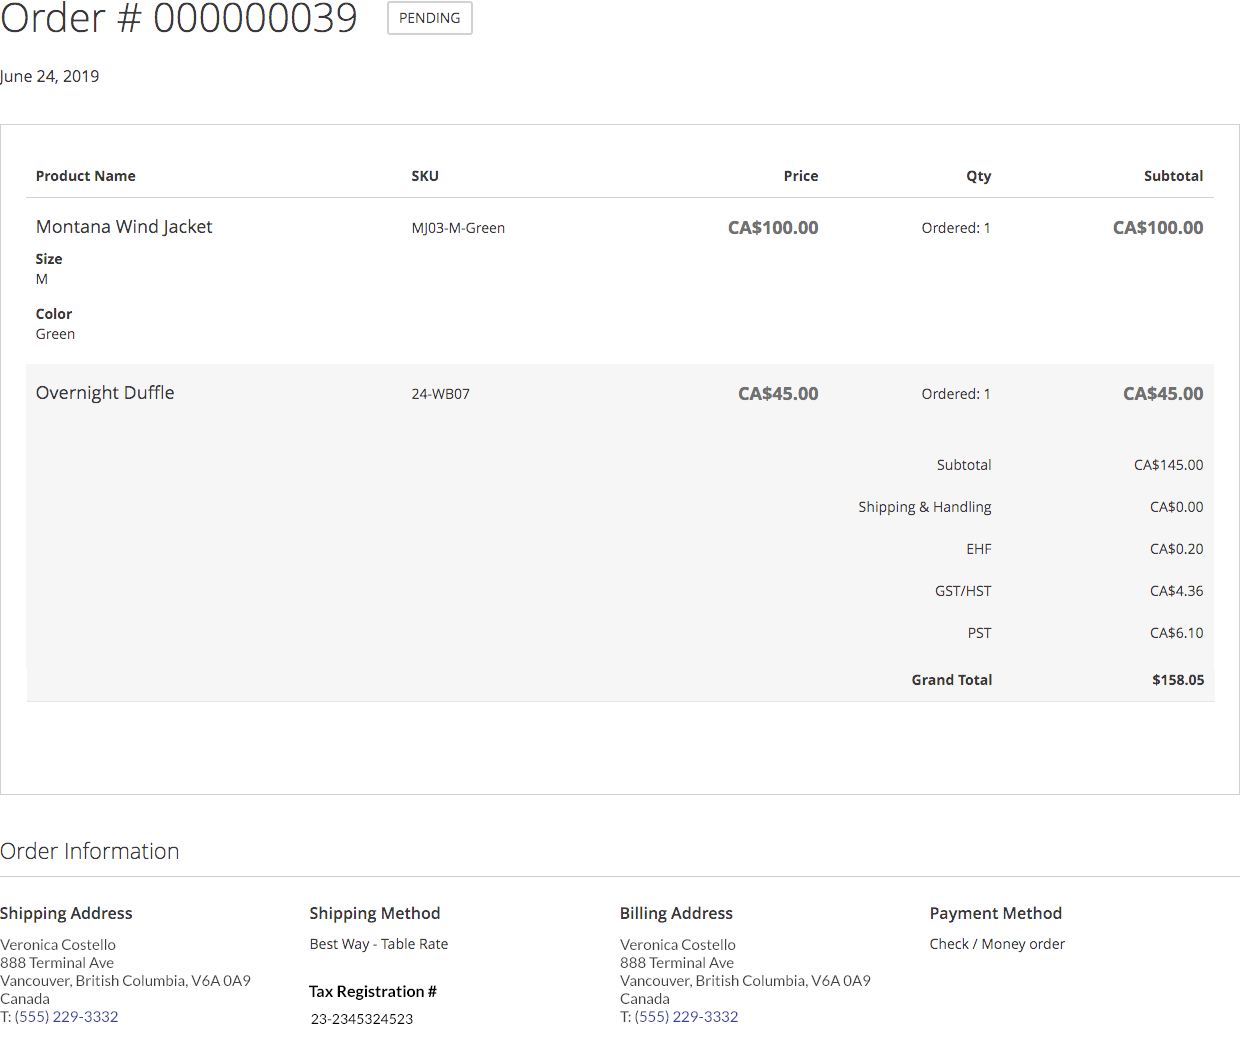 Order # 000000039 PENDING
June 24, 2019
Product Name SKU Price Qty Subtotal
Montana Wind Jacket MJ03-M-Green CA$100.00 Ordered: 1 CA$100.00
Size
M
Color
Green
Overnight Duffle 24-WB07 CA$45.00 Ordered: 1 CA$45.00
Subtotal CA$145.00
Shipping & Handling CA$0.00
EHF CA$0.20
GST/HST CA$4.36
PST CA$6.10
Grand Total $158.05
Order Information
Shipping Address
Veronica Costello
888 Terminal Ave
Vancouver, British Columbia, V6A 0A9
Canada
T: (555) 229-3332
Shipping Method
Best Way - Table Rate
Tax Registration #
23-2345324523
Billing Address
Veronica Costello
888 Terminal Ave
Vancouver, British Columbia, V6A 0A9
Canada
T: (555) 229-3332
Payment Method
Check / Money order